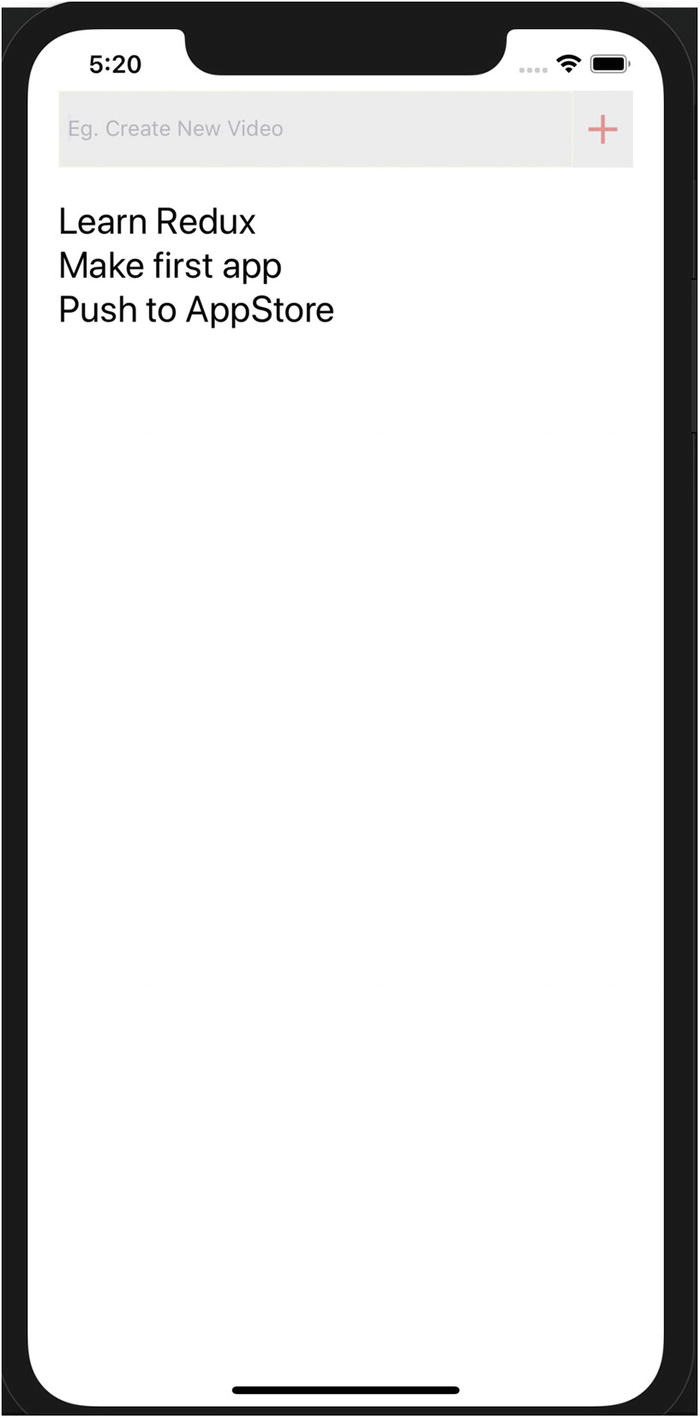 5:20
Eg. Create New Video
Learn Redux
Make first app
Push to AppStore